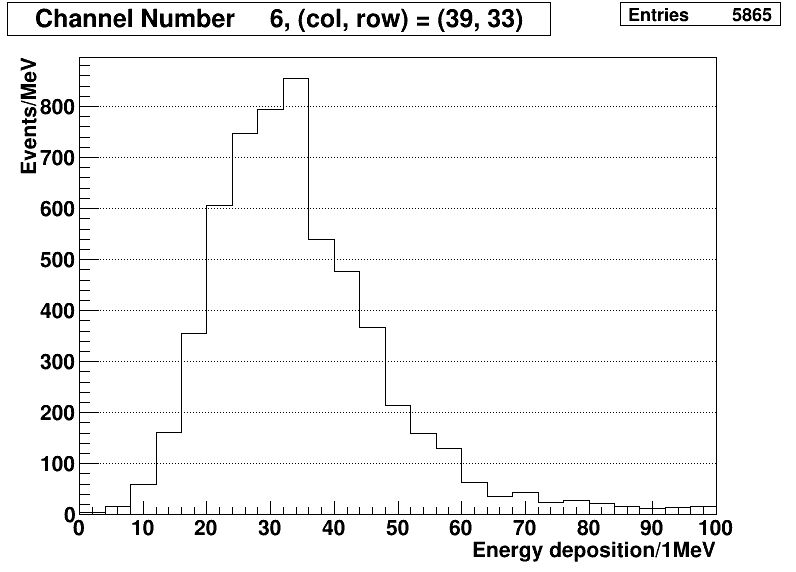 Channel Number 6, (col, row) = (39, 33)
Entries 5865
Events/MeV
800
700
600
500
400
300
200
100
0
0 10 20 30 40 50 60 70 80 90 100
Energy deposition/1MeV